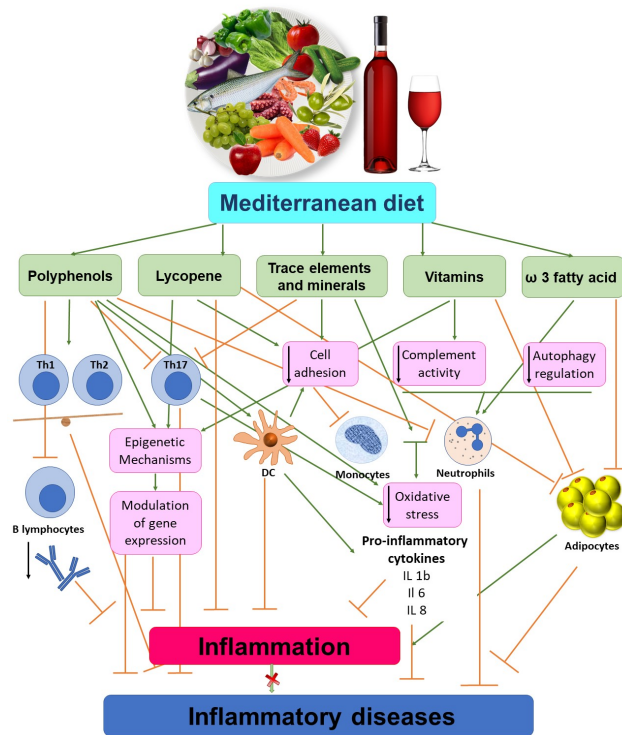 Mediterranean diet
Polyphenols
Lycopene
Trace elements
and minerals
Vitamins
ω 3 fatty acid
Th1
Th2
Th17
Cell
adhesion
Complement
activity
Autophagy
regulation
Epigenetic
Mechanisms
DC
Monocytes
Neutrophils
B lymphocytes
Modulation
of gene
expression
Oxidative
stress
Adipocytes
Pro-inflammatory
cytokines
IL 1b
Il 6
IL 8
Inflammation
Inflammatory diseases